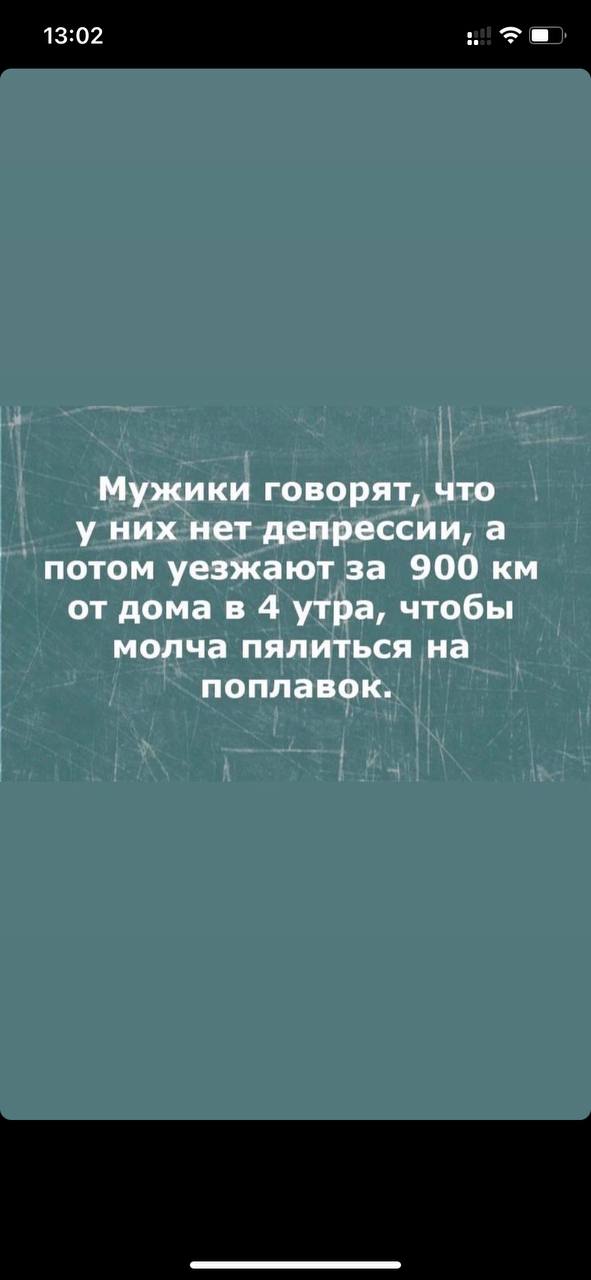 13:02
Мужики говорят, что
у них нет депрессии, а
потом уезжают за  900 км
от дома в 4 утра, чтобы
молча пялиться на
поплавок.